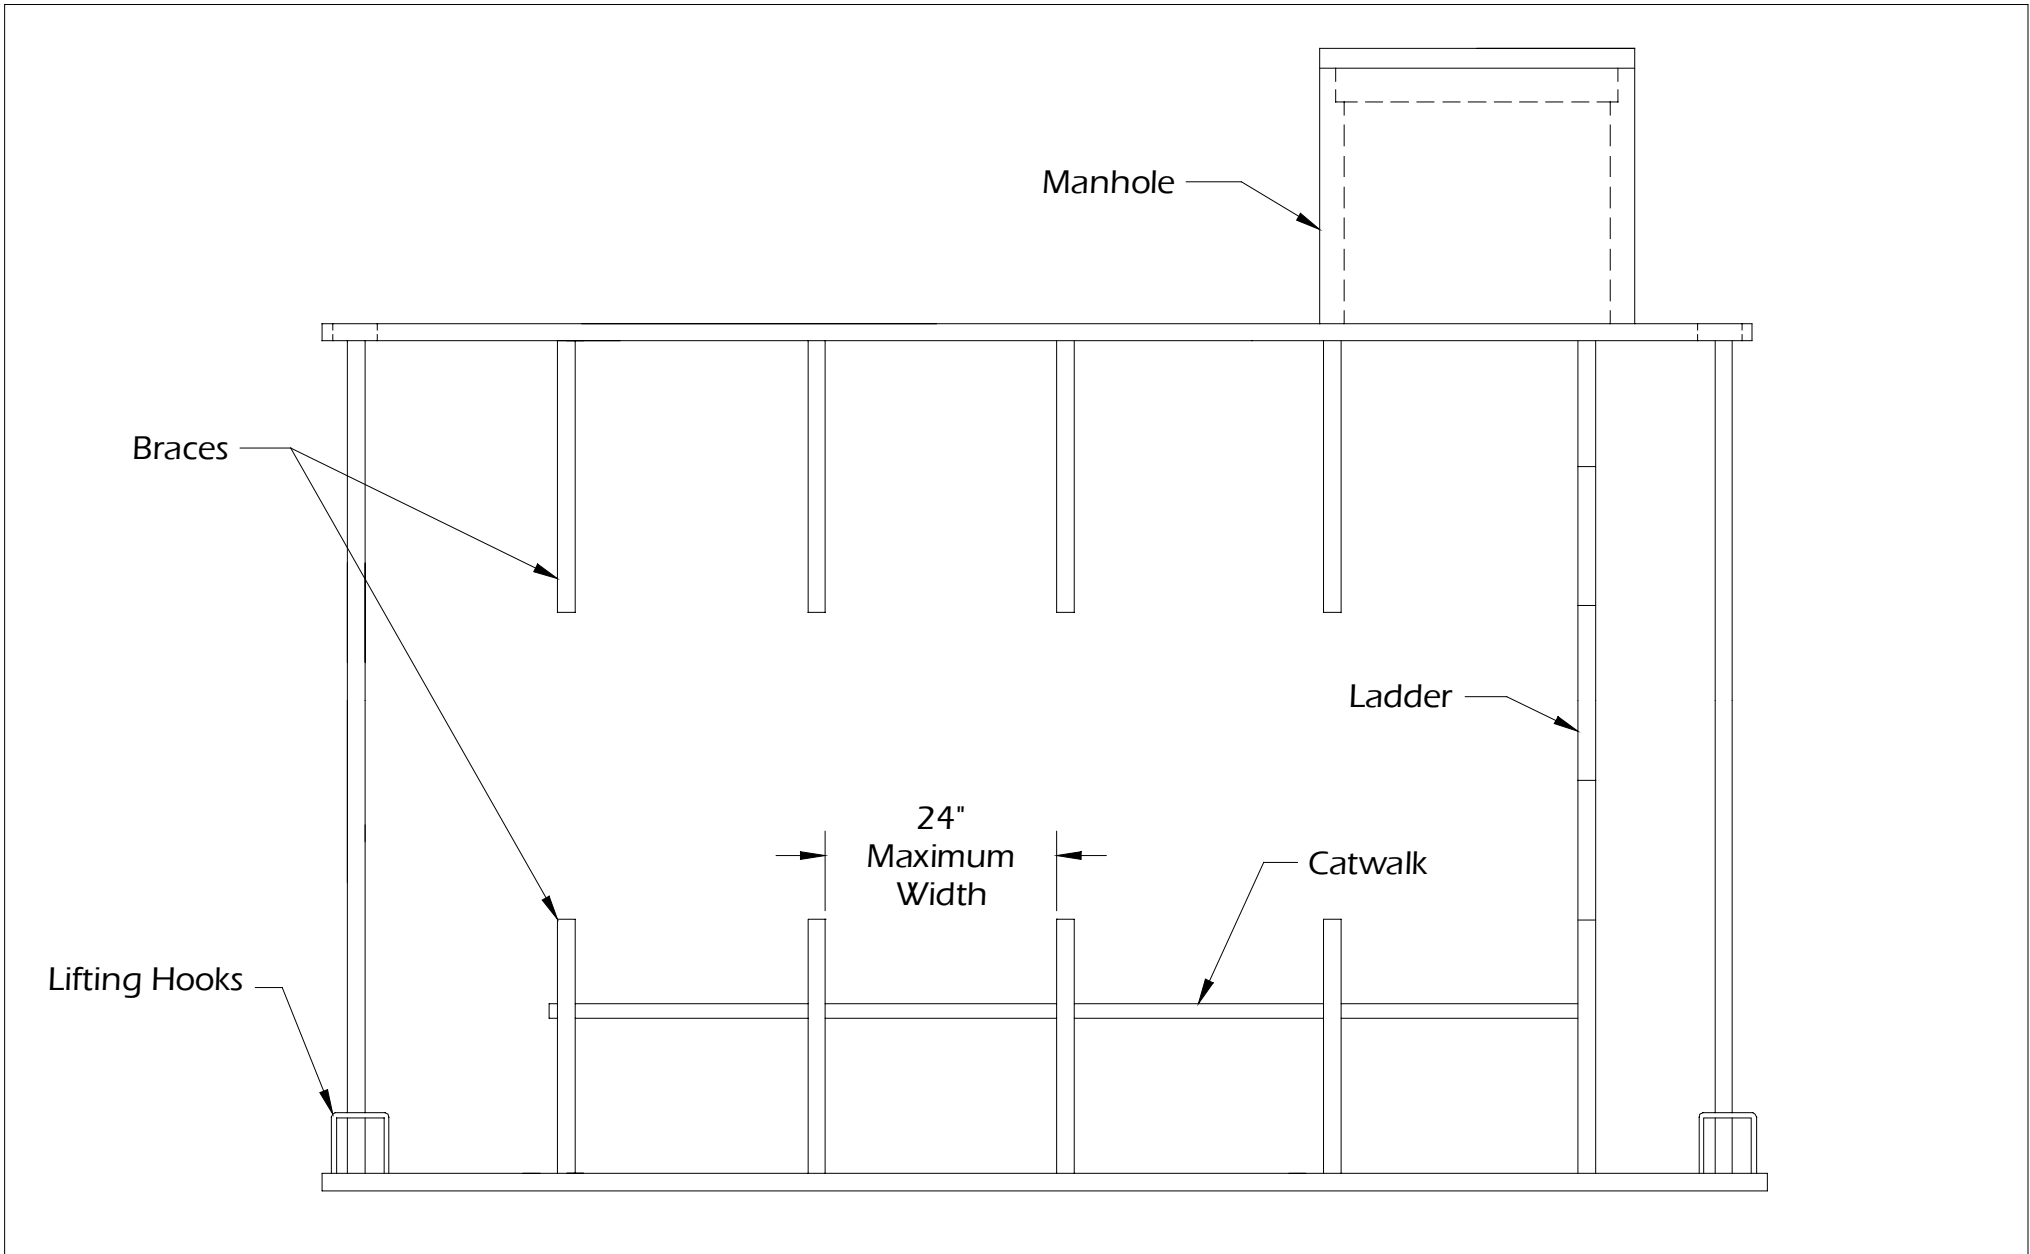 Manhole
Braces
Ladder
24"
Maximum
Width
Catwalk
Lifting Hooks